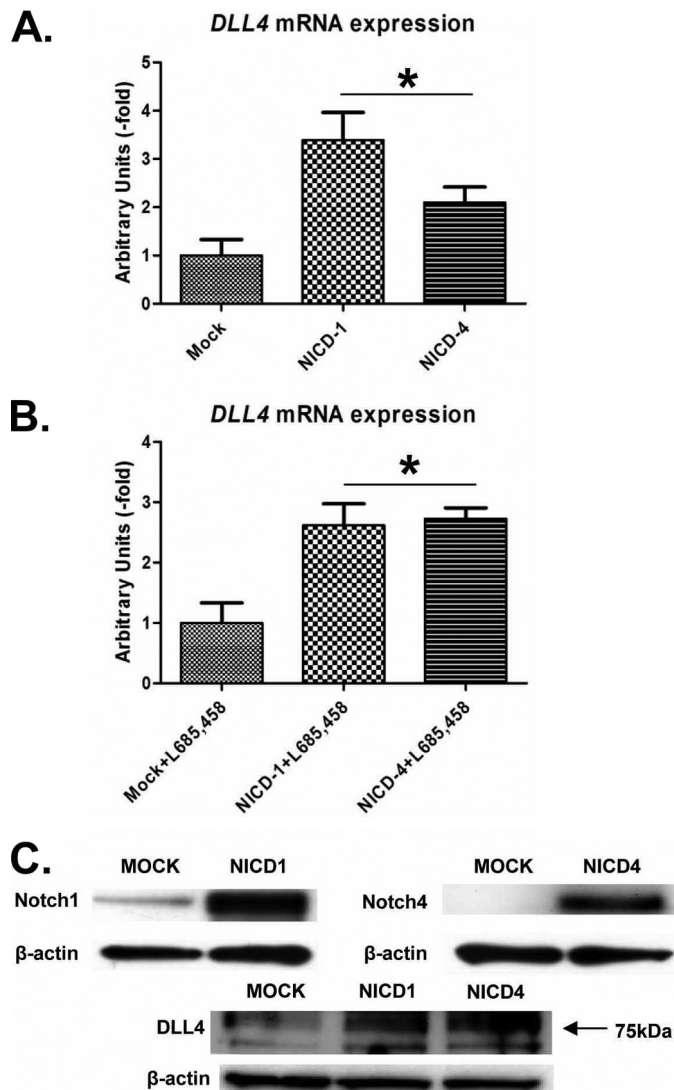 A.
DLL4 mRNA expression
Arbitrary Units (-fold)
5
4
3
2
1
0
*
Mock
NICD-1
NICD-4
B.
DLL4 mRNA expression
Arbitrary Units (-fold)
4
3
2
1
0
*
Mock+L685,458
NICD-1+L685,458
NICD-4+L685,458
C.
MOCK NICD1
Notch1
β-actin
MOCK NICD4
Notch4
β-actin
MOCK NICD1 NICD4
DLL4 75kDa
β-actin